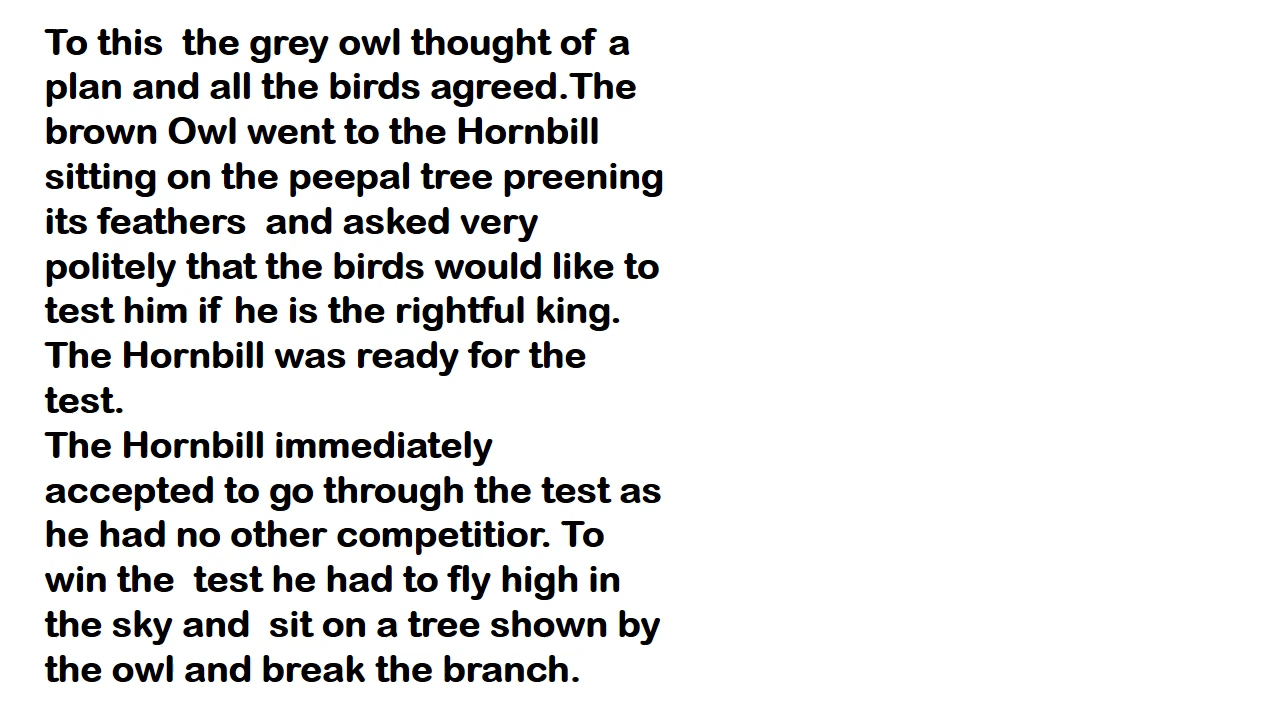 To this  the grey owl thought of a
plan and all the birds agreed.The
brown Owl went to the Hornbill
sitting on the peepal tree preening
its feathers  and asked very
politely that the birds would like to
test him if he is the rightful king.
The Hornbill was ready for the
test.
The Hornbill immediately
accepted to go through the test as
he had no other competitior. To
win the  test he had to fly high in
the sky and  sit on a tree shown by
the owl and break the branch.